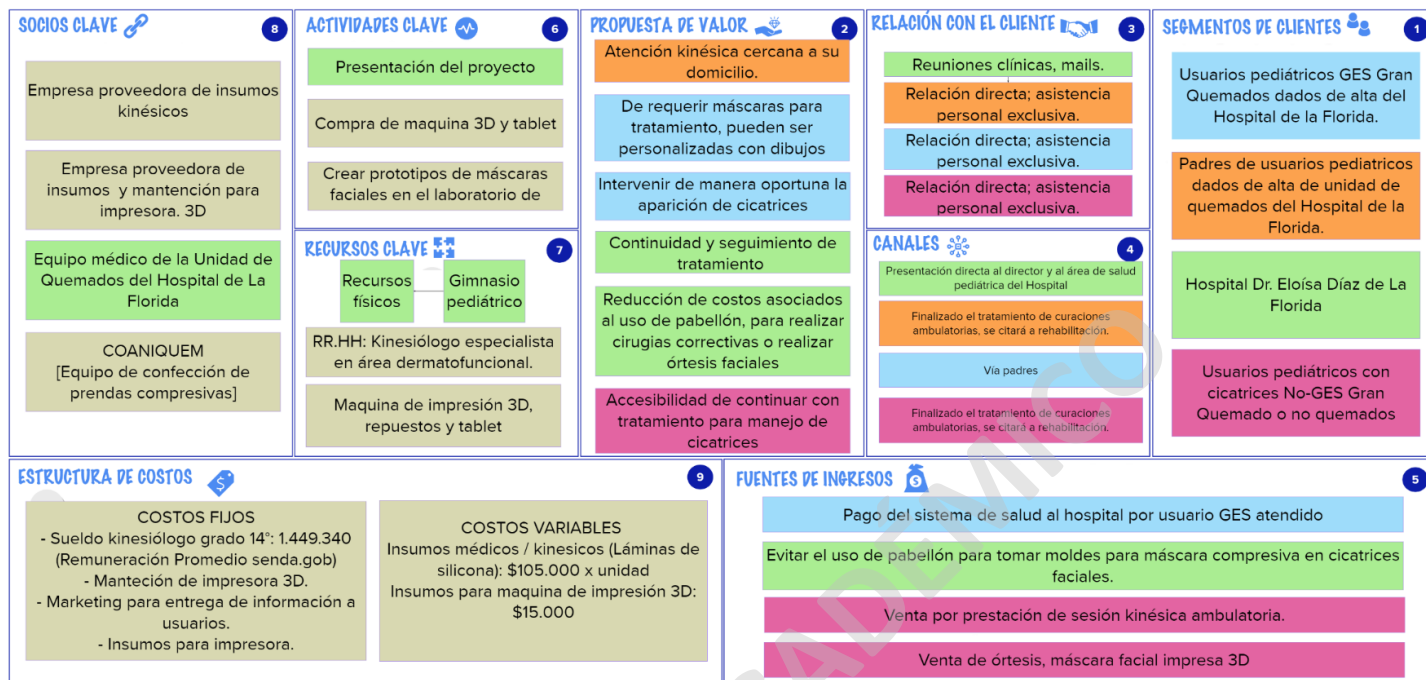 SOCIOS CLAVE
8
Empresa proveedora de insumos
kinésicos
Empresa proveedora de
insumos y mantención para
impresora. 3D
Equipo médico de la Unidad de
Quemados del Hospital de La
Florida
COANIQUEM
[Equipo de confección de
prendas compresivas]
ACTIVIDADES CLAVE
6
Presentación del proyecto
Compra de maquina 3D y tablet
Crear prototipos de máscaras
faciales en el laboratorio de
RECURSOS CLAVE
7
Recursos
físicos
Gimnasio
pediátrico
RR.HH: Kinesiólogo especialista
en área dermatofuncional.
Maquina de impresión 3D,
repuestos y tablet
PROPUESTA DE VALOR
2
Atención kinésica cercana a su
domicilio.
De requerir máscaras para
tratamiento, pueden ser
personalizadas con dibujos
Intervenir de manera oportuna la
aparición de cicatrices
Continuidad y seguimiento de
tratamiento
Reducción de costos asociados
al uso de pabellón, para realizar
cirugias correctivas o realizar
órtesis faciales
Accesibilidad de continuar con
tratamiento para manejo de
cicatrices
RELACIÓN CON EL CLIENTE
3
Reuniones clínicas, mails.
Relación directa; asistencia
personal exclusiva.
Relación directa; asistencia
personal exclusiva.
Relación directa; asistencia
personal exclusiva.
CANALES
4
Presentación directa al director y al área de salud
pediátrica del Hospital
Finalizado el tratamiento de curaciones
ambulatorias, se citará a rehabilitación.
Vía padres
Finalizado el tratamiento de curaciones
ambulatorias, se citará a rehabilitación.
SEGMENTOS DE CLIENTES
1
Usuarios pediátricos GES Gran
Quemados dados de alta del
Hospital de la Florida.
Padres de usuarios pediatricos
dados de alta de unidad de
quemados del Hospital de la
Florida.
Hospital Dr. Eloísa Díaz de La
Florida
Usuarios pediátricos con
cicatrices No-GES Gran
Quemado o no quemados
ESTRUCTURA DE COSTOS
9
COSTOS FIJOS
- Sueldo kinesiólogo grado 14°: 1.449.340
(Remuneración Promedio senda.gob)
- Manteción de impresora 3D.
- Marketing para entrega de información a
usuarios.
- Insumos para impresora.
COSTOS VARIABLES
Insumos médicos / kinesicos (Láminas de
silicona): $105.000 x unidad
Insumos para maquina de impresión 3D:
$15.000
FUENTES DE INGRESOS
5
Pago del sistema de salud al hospital por usuario GES atendido
Evitar el uso de pabellón para tomar moldes para máscara compresiva en cicatrices
faciales.
Venta por prestación de sesión kinésica ambulatoria.
Venta de órtesis, máscara facial impresa 3D
ADÉMICO